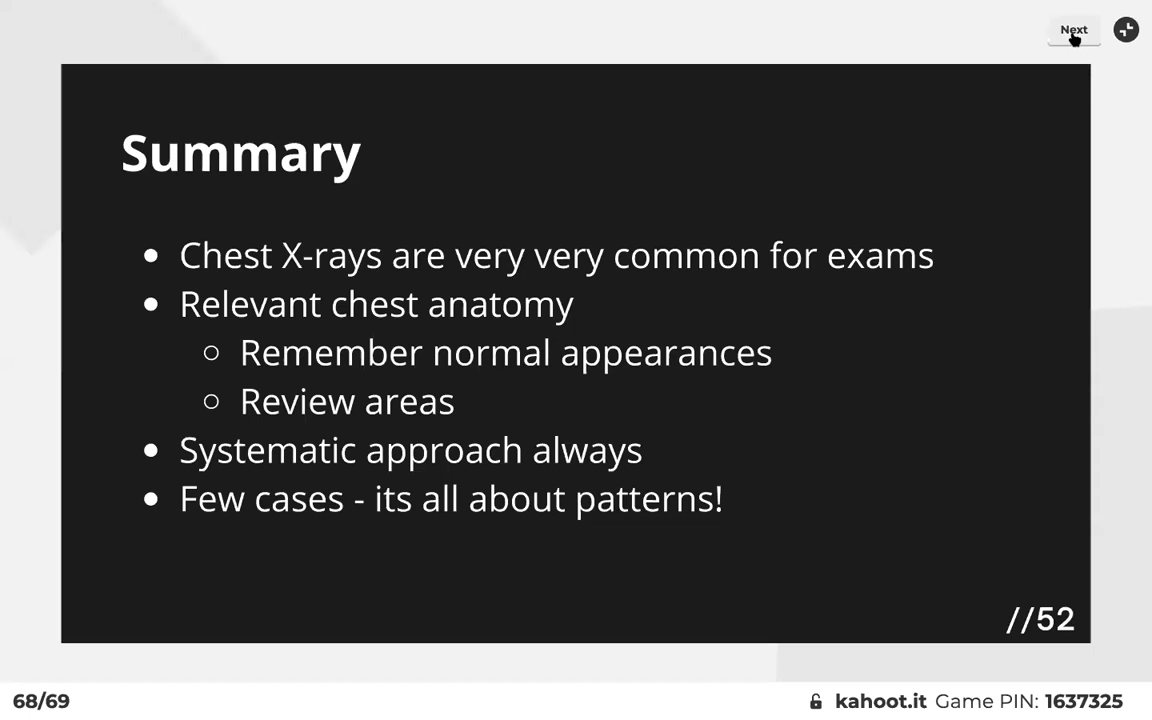 Next
Summary
Chest X-rays are very very common for exams
Relevant chest anatomy
Remember normal appearances
Review areas
Systematic approach always
Few cases - its all about patterns!
//52
68/69
kahoot.it Game PIN: 1637325